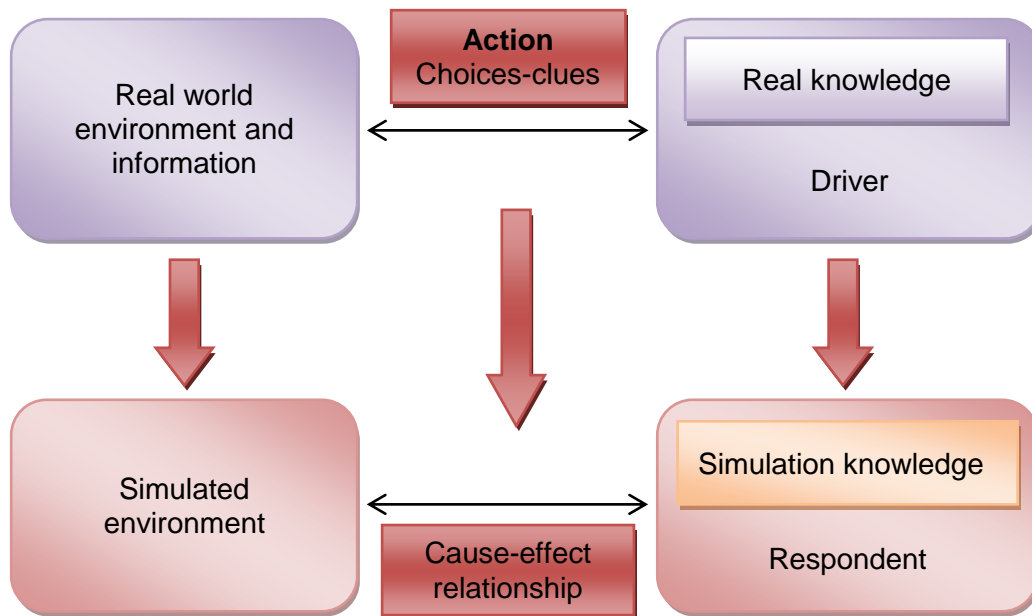 Real world
environment and
information
Action
Choices-clues
Real knowledge
Driver
Simulated
environment
Cause-effect
relationship
Simulation knowledge
Respondent